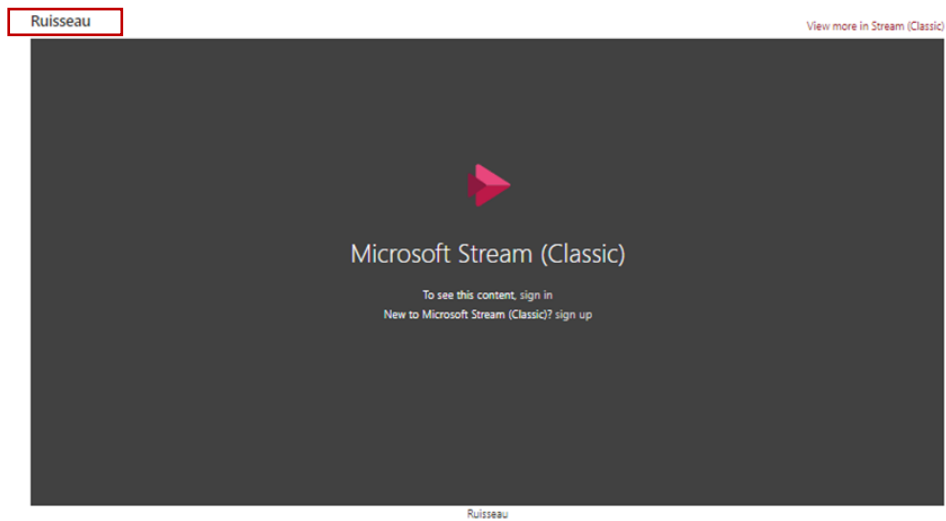 Ruisseau
View more in Stream (Classic)
Microsoft Stream (Classic)
To see this content, sign in
New to Microsoft Stream (Classic)? sign up
Ruisseau